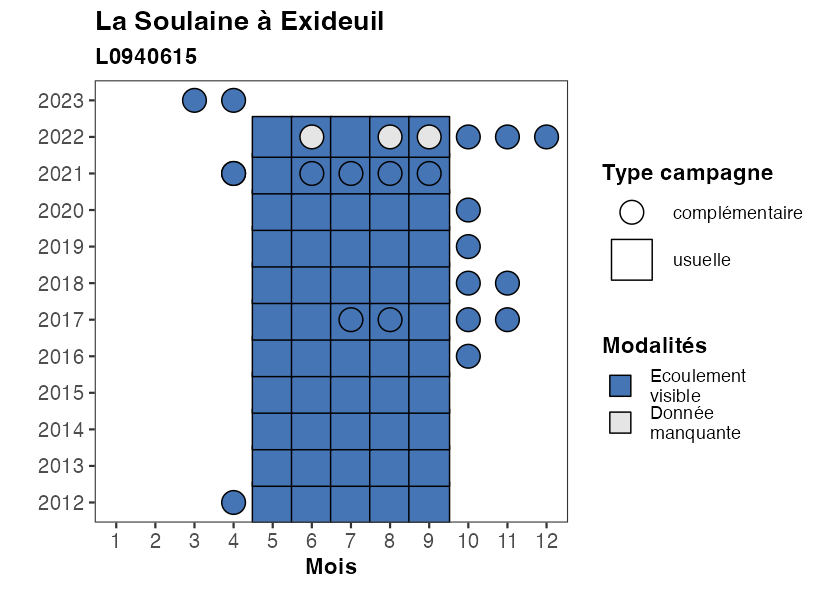 La Soulaine à Exideuil
L0940615
2023
2022
2021
2020
2019
2018
2017
2016
2015
2014
2013
2012
1 2 3 4 5 6 7 8 9 10 11 12
Mois
Type campagne
complémentaire
usuelle
Modalités
Ecoulement
visible
Donnée
manquante